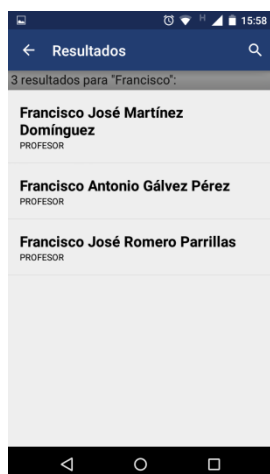 H 15:58
Resultados
3 resultados para "Francisco":
Francisco José Martínez
Domínguez
PROFESOR
Francisco Antonio Gálvez Pérez
PROFESOR
Francisco José Romero Parrillas
PROFESOR